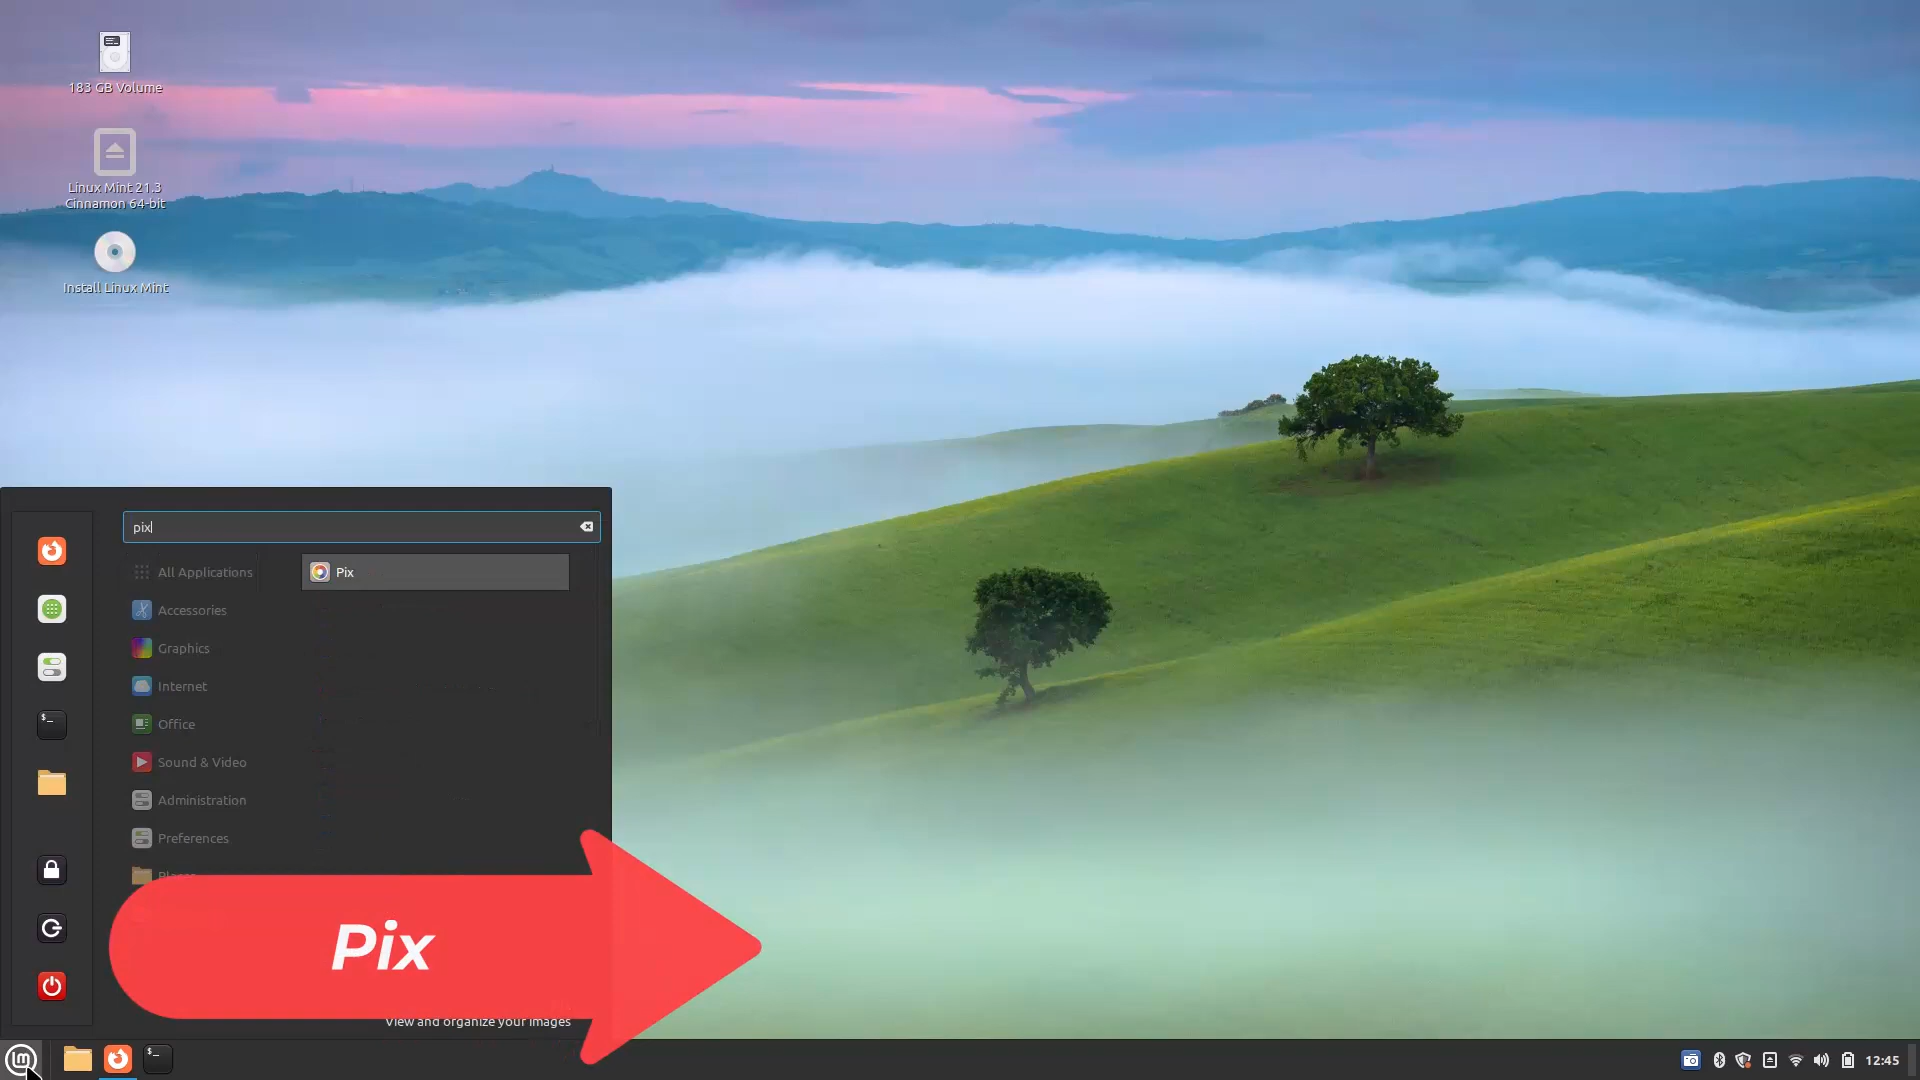 183 GB Volume
Linux Mint 21.3
Cinnamon 64-bit
Install Linux Mint
pix
All Applications
Pix
Accessories
Graphics
Internet
Office
Sound & Video
Administration
Preferences
Places
Pix
View and organize your images
12:45